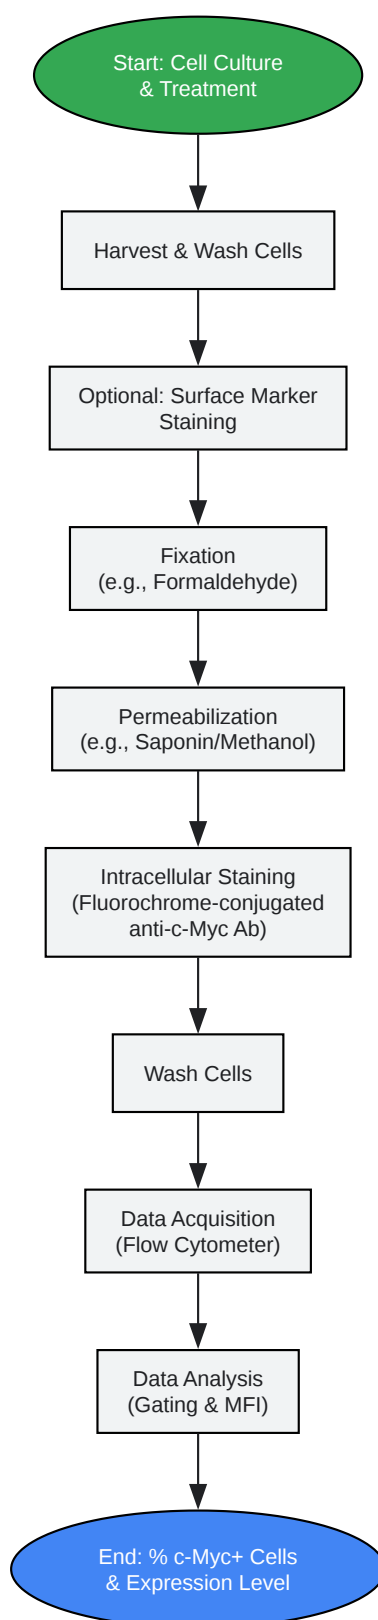 Start: Cell Culture
& Treatment
Harvest & Wash Cells
Optional: Surface Marker
Staining
Fixation
(e.g., Formaldehyde)
Permeabilization
(e.g., Saponin/Methanol)
Intracellular Staining
(Fluorochrome-conjugated
anti-c-Myc Ab)
Wash Cells
Data Acquisition
(Flow Cytometer)
Data Analysis
(Gating & MFI)
End: % c-Myc+ Cells
& Expression Level